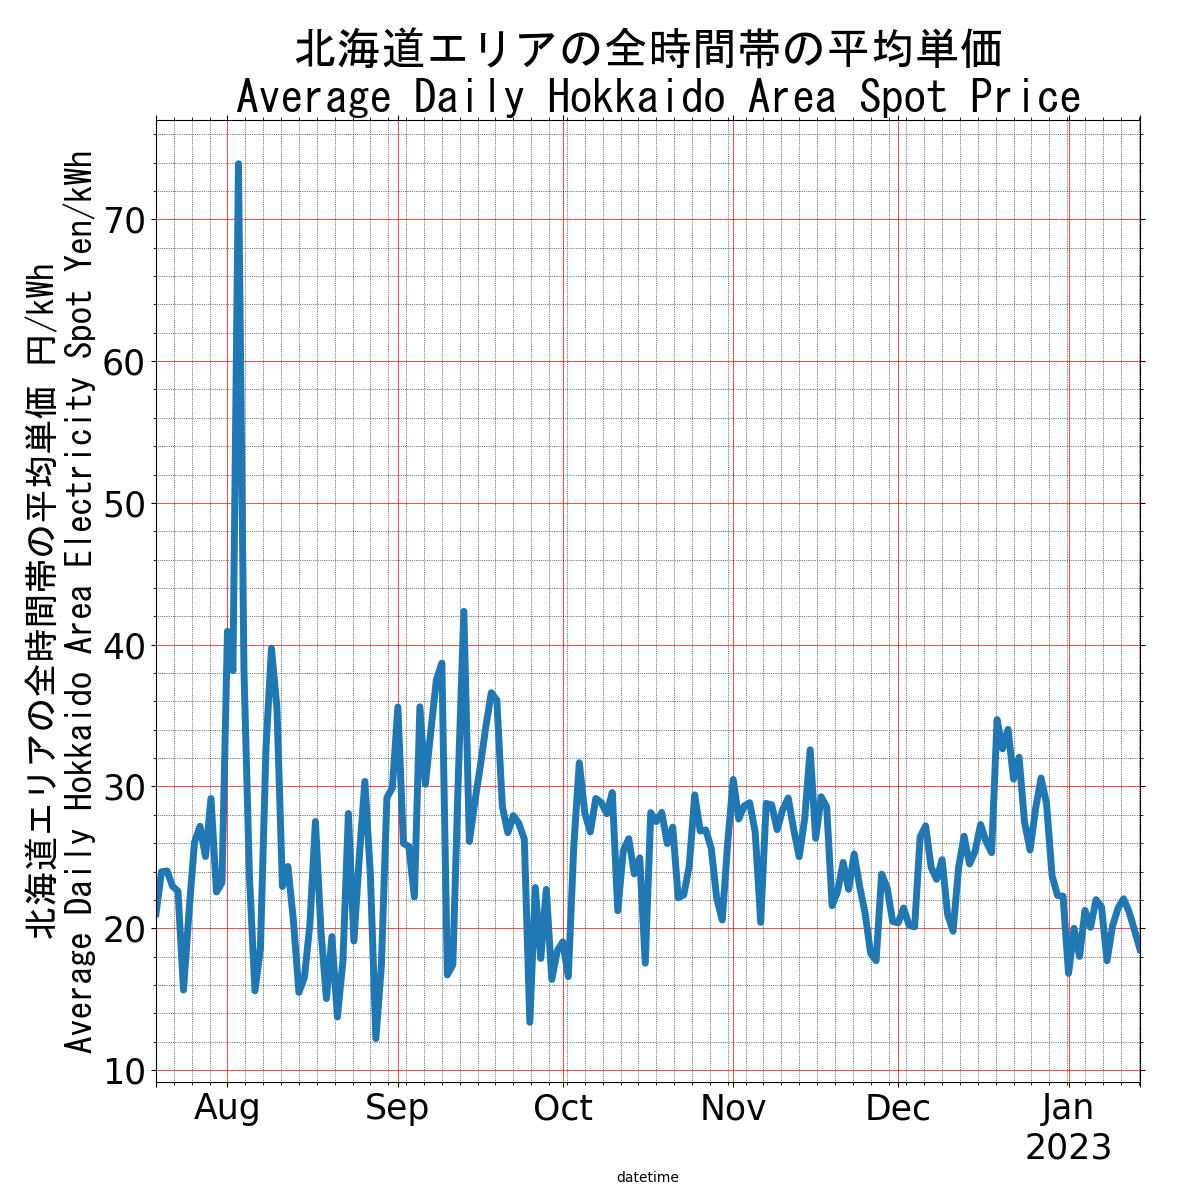 北海道エリアの全時間帯の平均単価
Average Daily Hokkaido Area Spot Price
北海道エリアの全時間帯の平均単価 円/kWh
Average Daily Hokkaido Area Electricity Spot Yen/kWh
70
60
50
40
30
20
10
Aug Sep Oct Nov Dec Jan
2023
datetime